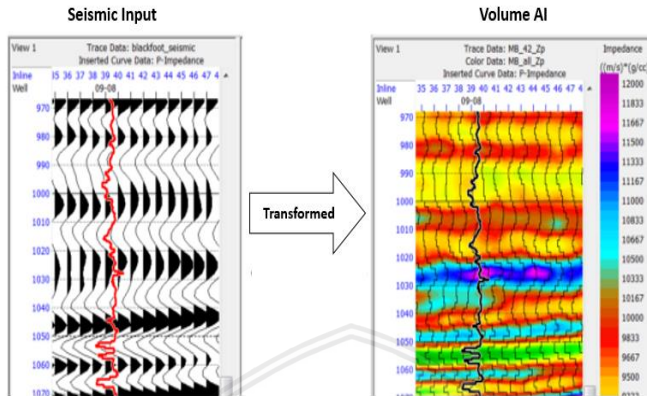 Seismic Input
Volume AI
View 1
Trace Data: blackfoot_seismic
Inserted Curve Data: P-Impedance
Inline
35 36 37 38 39 40 41 42 43 44 45 46 47 4
Well
09-08
970
980
990
1000
1010
1020
1030
1040
1050
1060
1070
Transformed
View 1
Trace Data: MB_42_Zp
Color Data: MB_all_Zp
Inserted Curve Data: P-Impedance
Inline
35 36 37 38 39 40 41 42 43 44 45 46 47 4
Well
09-08
970
980
990
1000
1010
1020
1030
1040
1050
1060
1070
Impedance
((m/s)*(g/cc)
12000
11833
11667
11500
11333
11167
11000
10833
10667
10500
10333
10167
10000
9833
9667
9500
9333